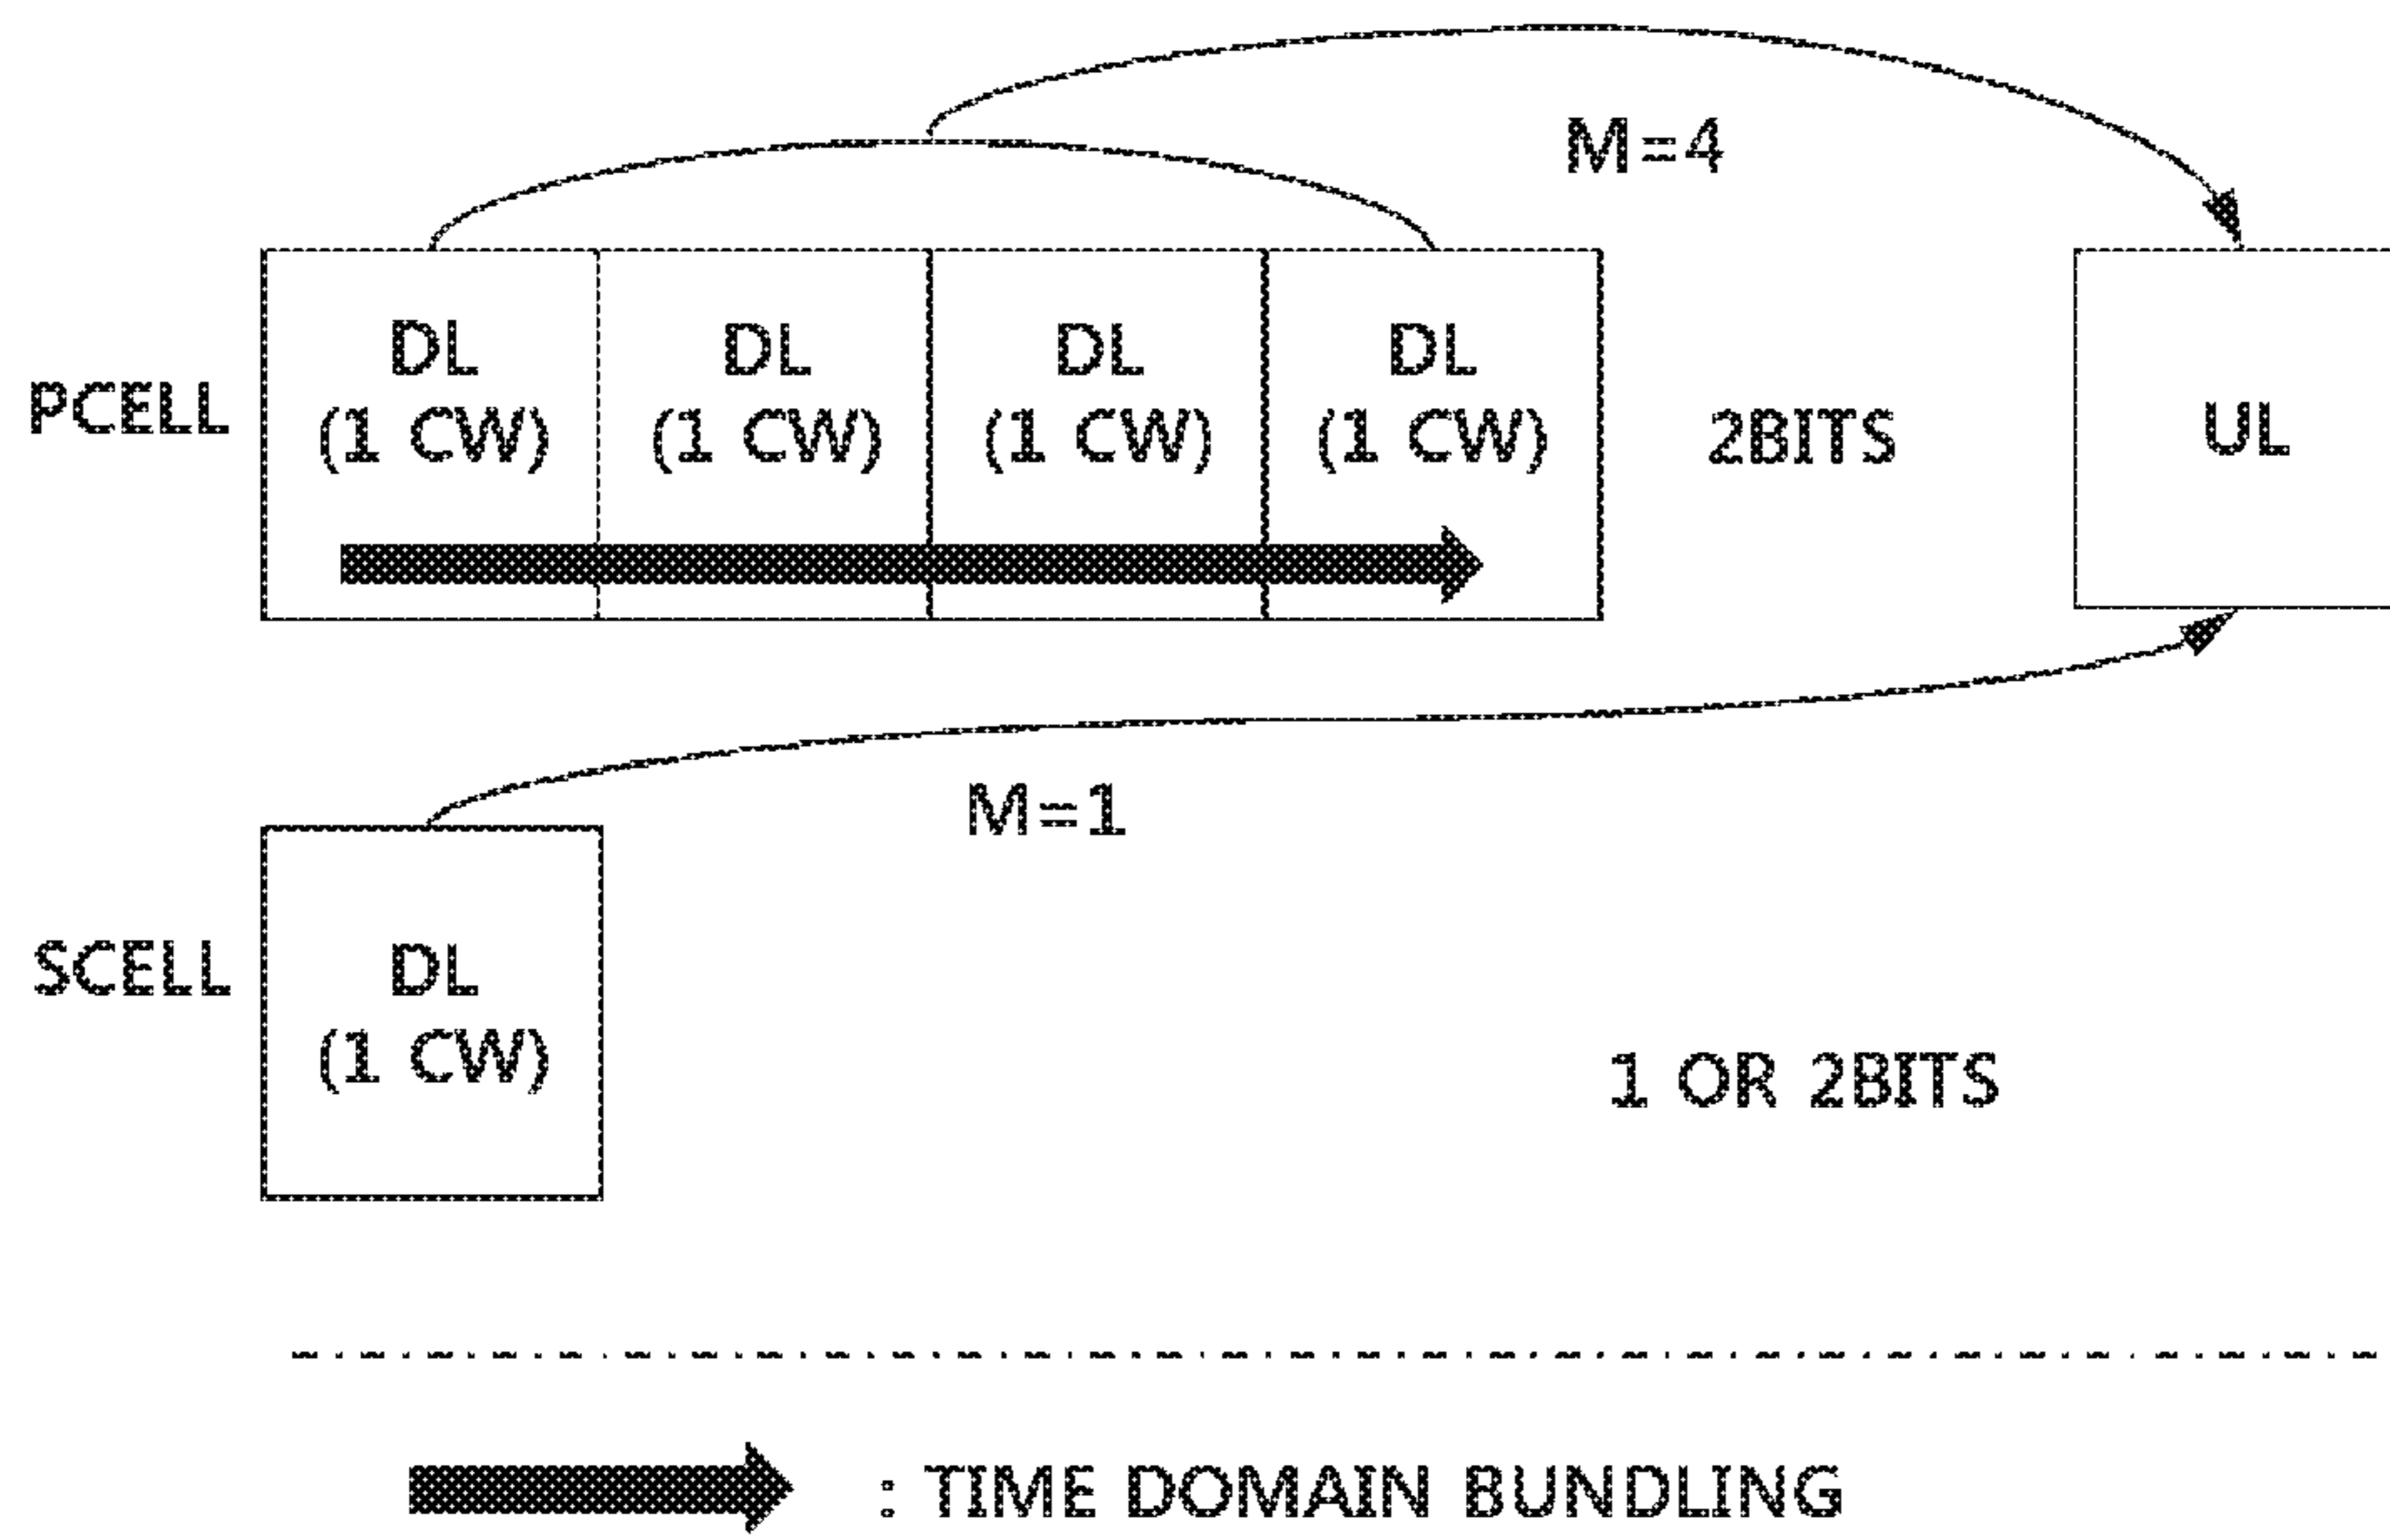 M=4
PCELL
DL
(1 CW)
DL
(1 CW)
DL
(1 CW)
DL
(1 CW)
2BITS
UL
M=1
SCELL
DL
(1 CW)
1 OR 2BITS
: TIME DOMAIN BUNDLING